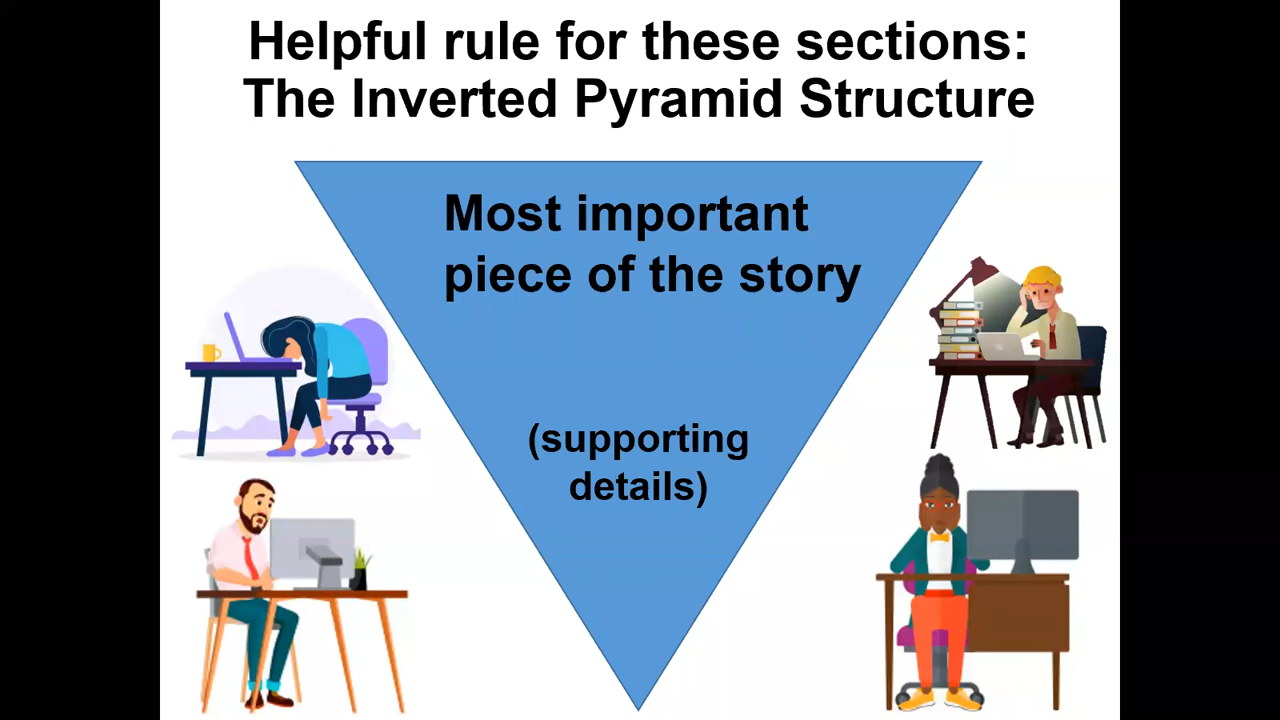 Helpful rule for these sections:
The Inverted Pyramid Structure
Most important
piece of the story
(supporting
details)